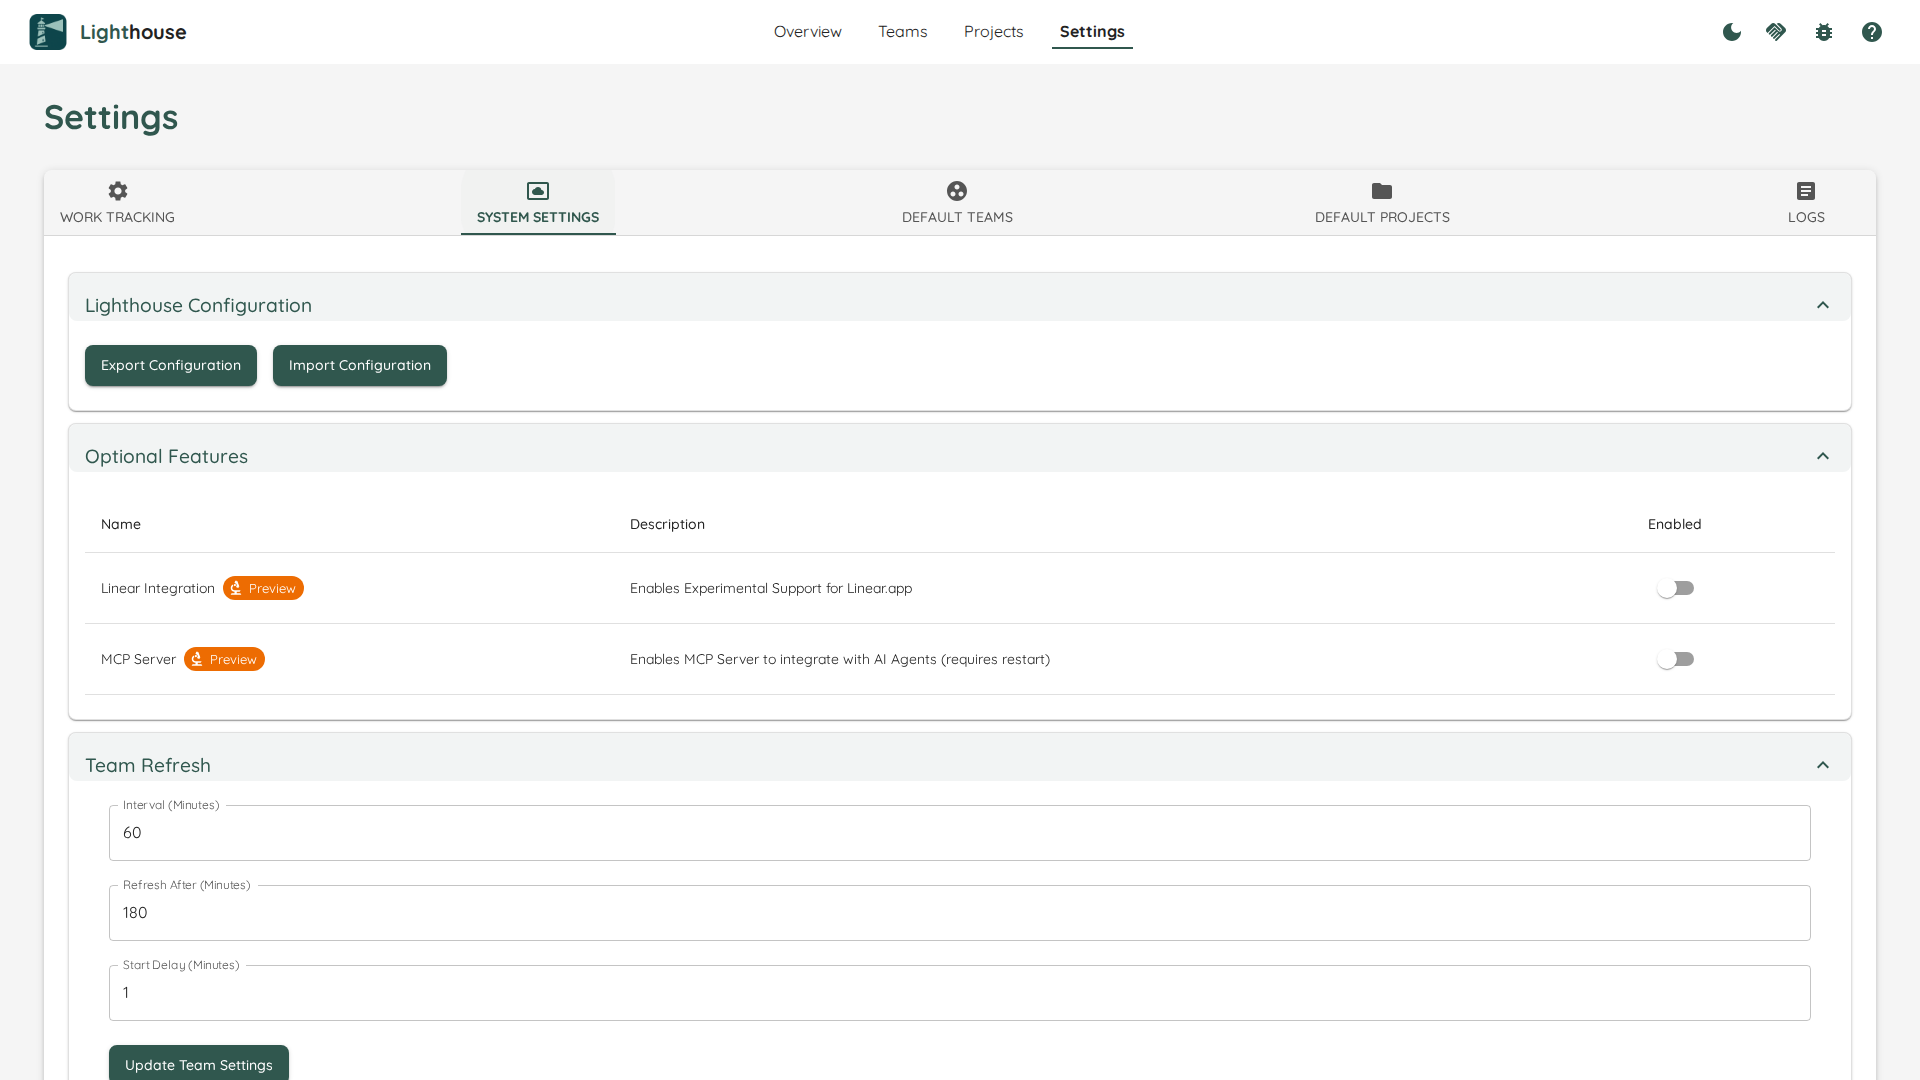 Lighthouse
Overview
Teams
Projects
Settings
Settings
WORK TRACKING
SYSTEM SETTINGS
DEFAULT TEAMS
DEFAULT PROJECTS
LOGS
Lighthouse Configuration
Export Configuration
Import Configuration
Optional Features
Name
Description
Enabled
Linear Integration
Preview
Enables Experimental Support for Linear.app
MCP Server
Preview
Enables MCP Server to integrate with AI Agents (requires restart)
Team Refresh
Interval (Minutes)
60
Refresh After (Minutes)
180
Start Delay (Minutes)
1
Update Team Settings